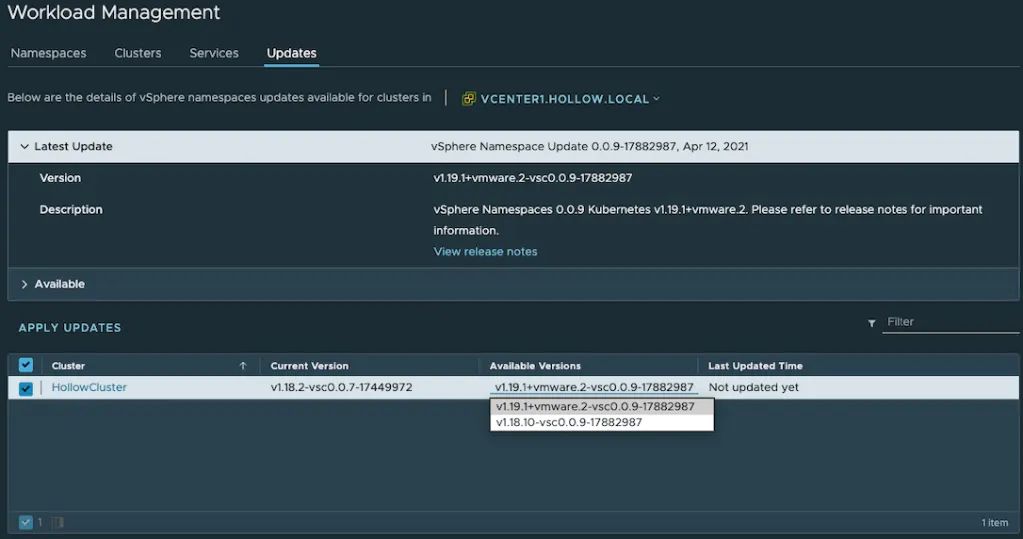 Workload Management
Namespaces Clusters Services Updates
Below are the details of vSphere namespaces updates available for clusters in VCENTER1.HOLLOW.LOCAL
Latest Update vSphere Namespace Update 0.0.9-17882987, Apr 12, 2021
Version v1.19.1+vmware.2-vsc0.0.9-17882987
Description vSphere Namespaces 0.0.9 Kubernetes v1.19.1+vmware.2. Please refer to release notes for important
information.
View release notes
Available
APPLY UPDATES Filter
Cluster Current Version Available Versions Last Updated Time
HollowCluster v1.18.2-vsc0.0.7-17449972 v1.19.1+vmware.2-vsc0.0.9-17882987 Not updated yet
v1.19.1+vmware.2-vsc0.0.9-17882987
v1.18.10-vsc0.0.9-17882987
1 1 item